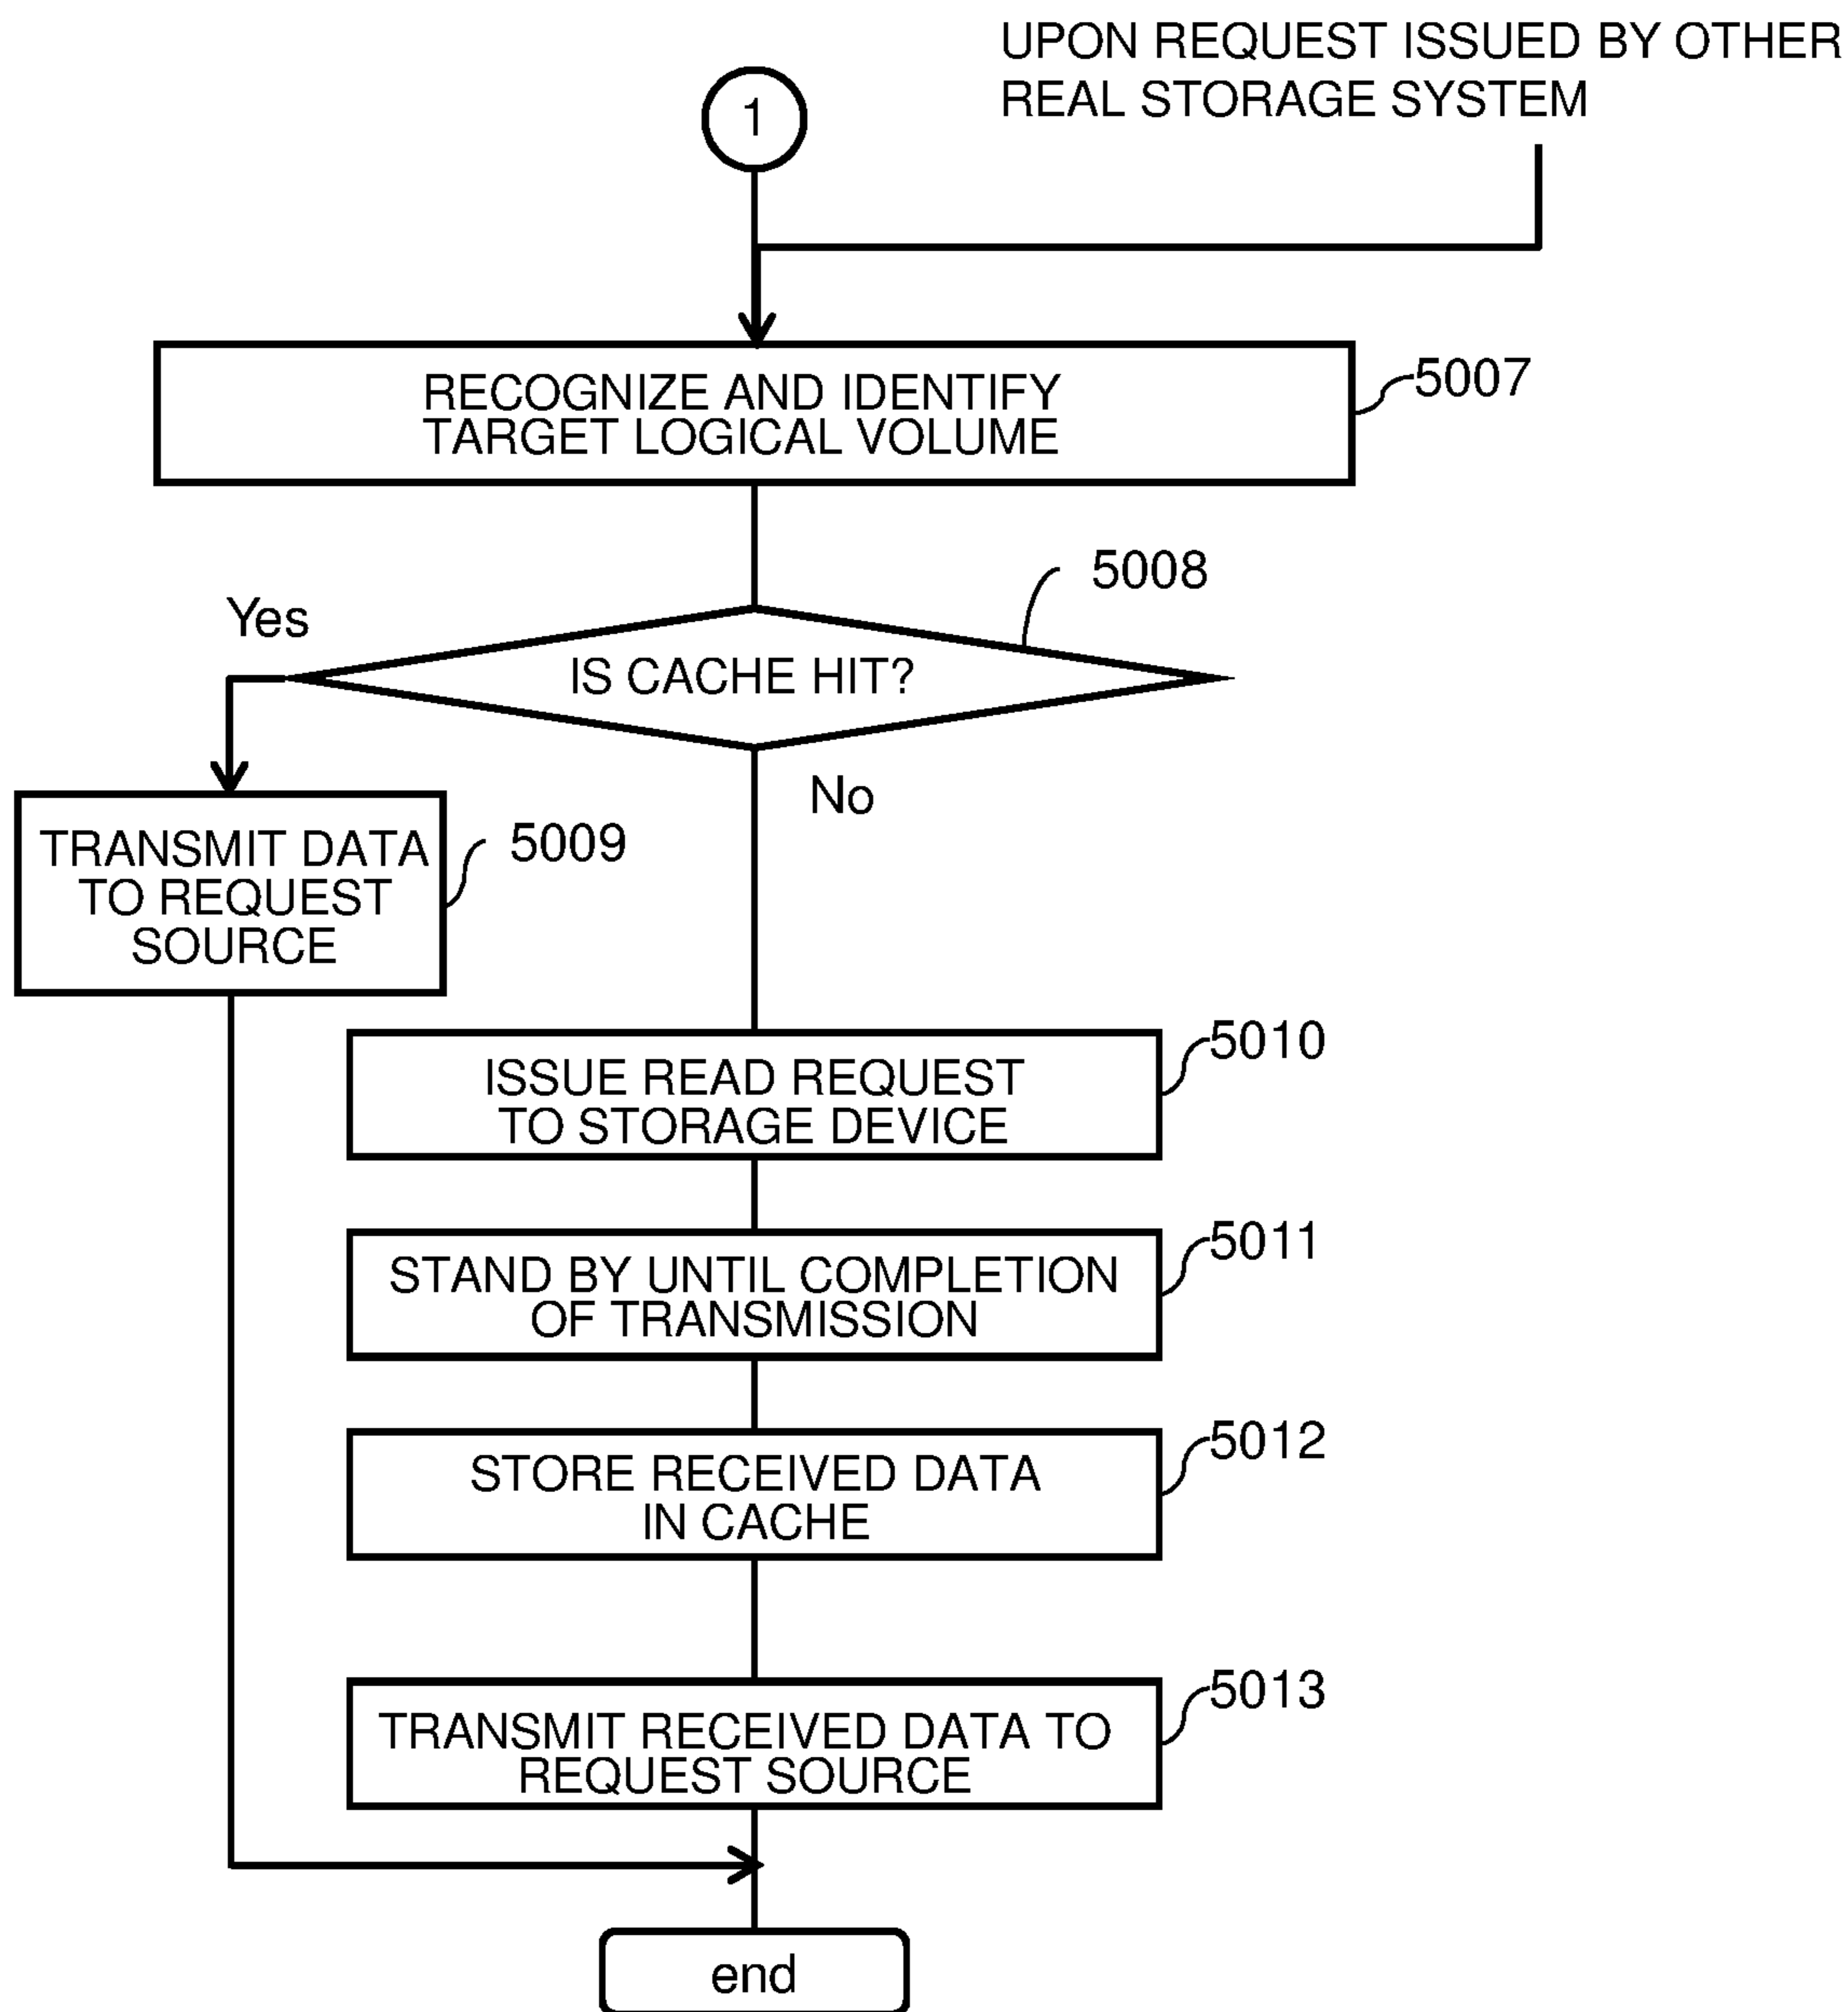 UPON REQUEST ISSUED BY OTHER
REAL STORAGE SYSTEM
1
RECOGNIZE AND IDENTIFY
TARGET LOGICAL VOLUME
5007
5008
Yes
IS CACHE HIT?
No
TRANSMIT DATA
TO REQUEST
SOURCE
5009
ISSUE READ REQUEST
TO STORAGE DEVICE
5010
STAND BY UNTIL COMPLETION
OF TRANSMISSION
5011
STORE RECEIVED DATA
IN CACHE
5012
TRANSMIT RECEIVED DATA TO
REQUEST SOURCE
5013
end